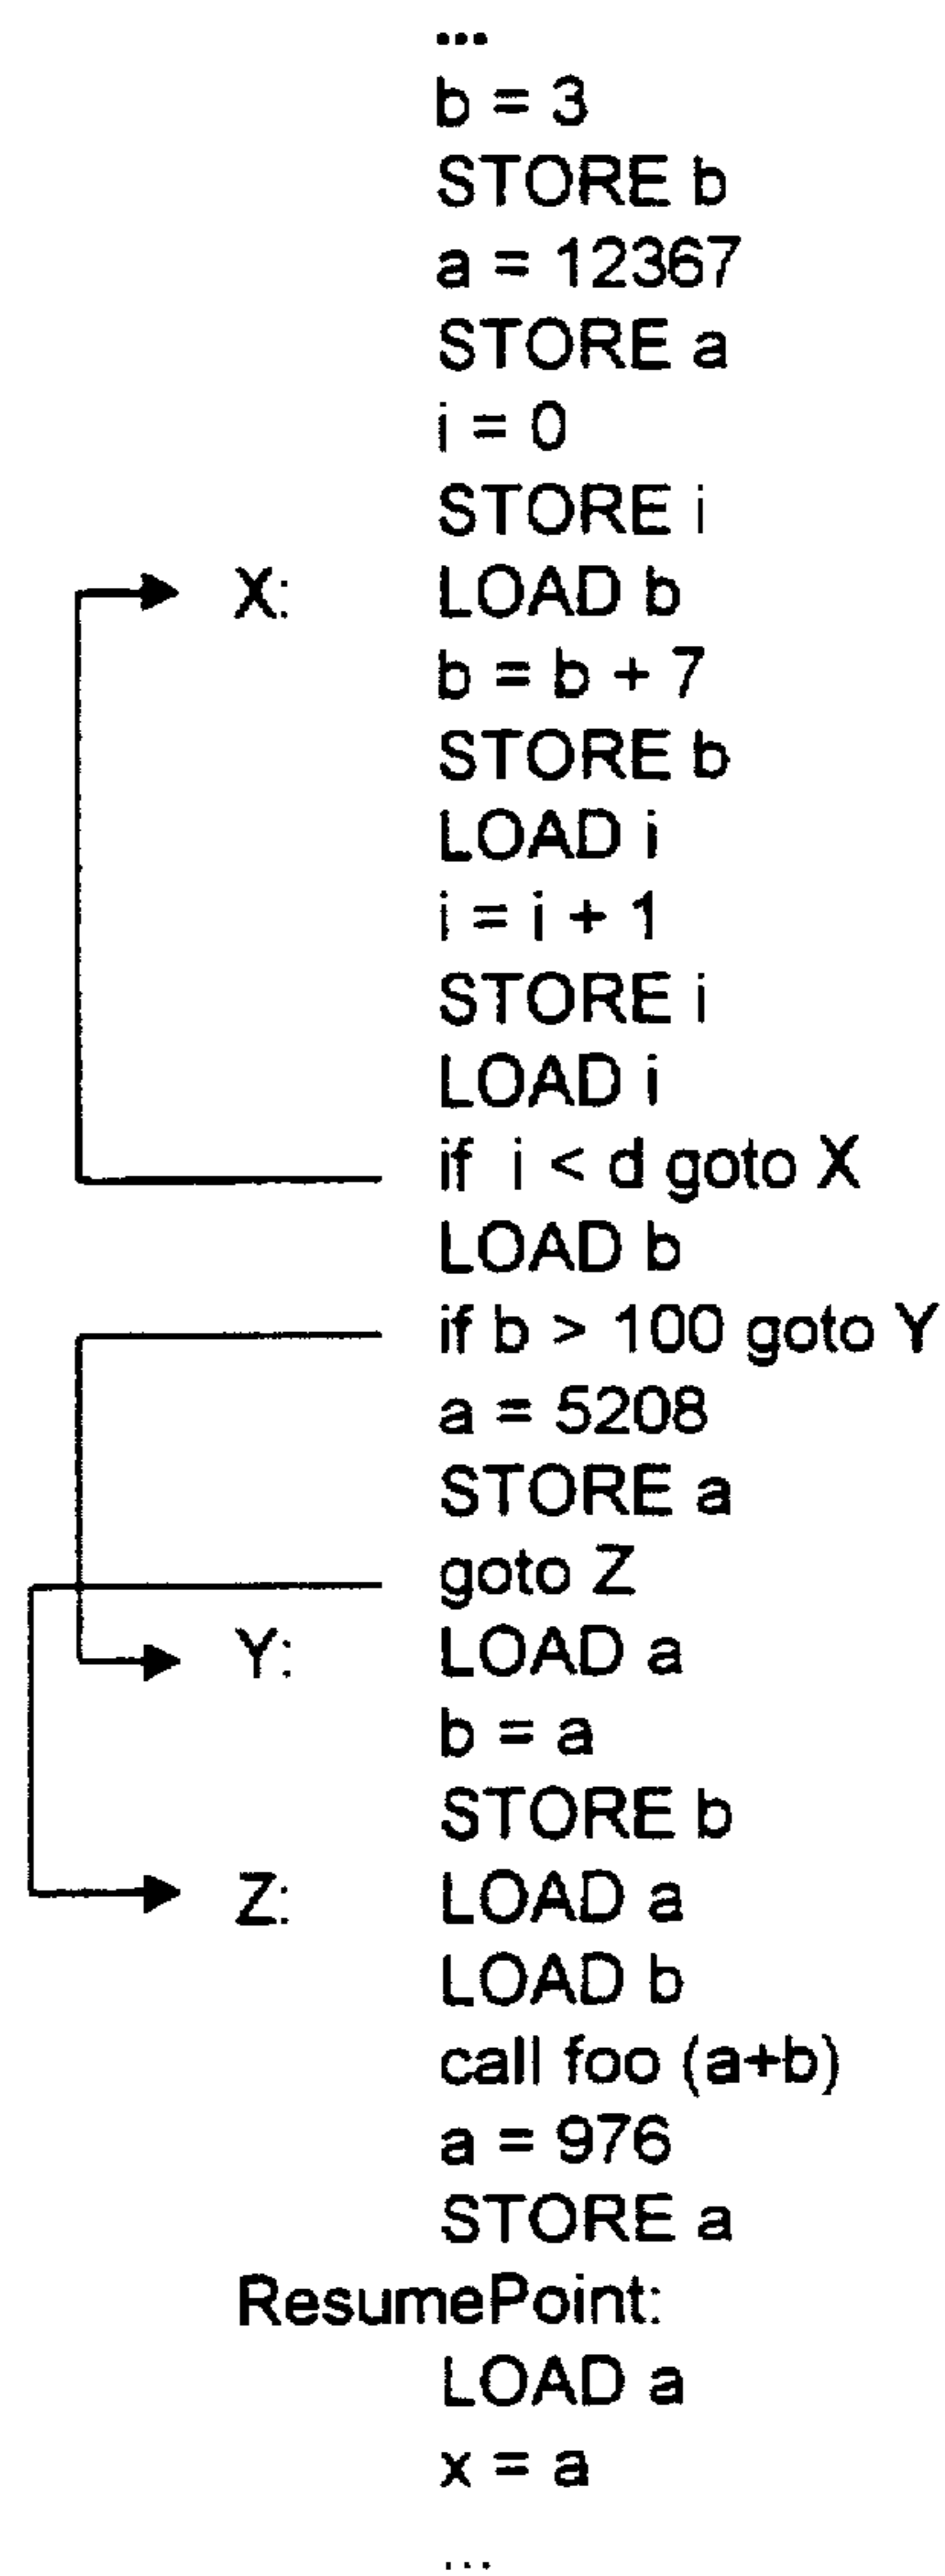 ...
b = 3
STORE b
a = 12367
STORE a
i = 0
STORE i
X: LOAD b
b = b + 7
STORE b
LOAD i
i = i + 1
STORE i
LOAD i
if i < d goto X
LOAD b
if b > 100 goto Y
a = 5208
STORE a
goto Z
Y: LOAD a
b = a
STORE b
Z: LOAD a
LOAD b
call foo (a+b)
a = 976
STORE a
ResumePoint:
LOAD a
x = a
...